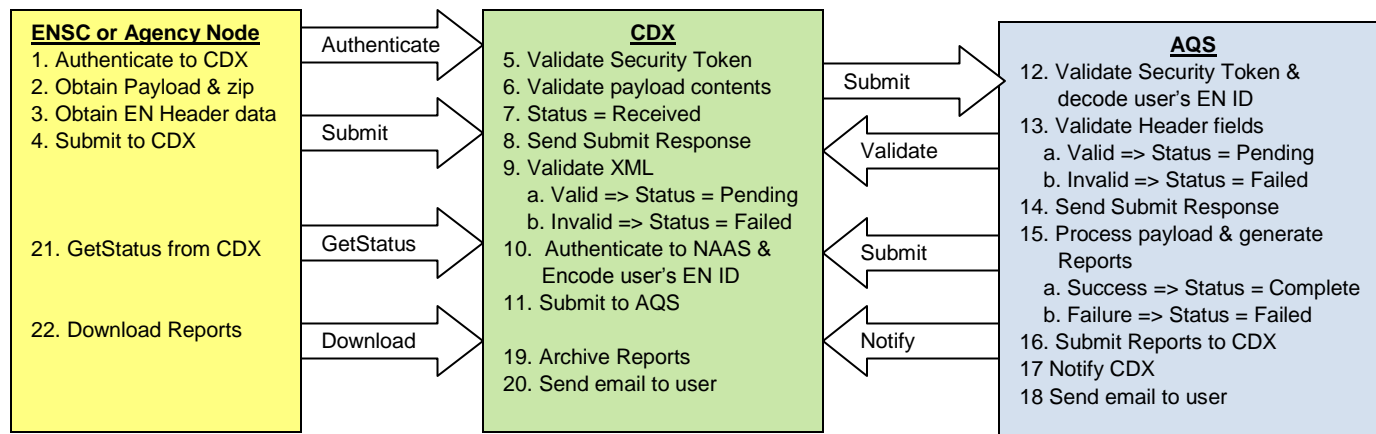 ENSC or Agency Node
1. Authenticate to CDX
2. Obtain Payload & zip
3. Obtain EN Header data
4. Submit to CDX
21. GetStatus from CDX
22. Download Reports
Authenticate
Submit
GetStatus
Download
CDX
5. Validate Security Token
6. Validate payload contents
7. Status = Received
8. Send Submit Response
9. Validate XML
a. Valid => Status = Pending
b. Invalid => Status = Failed
10. Authenticate to NAAS &
Encode user's EN ID
11. Submit to AQS
19. Archive Reports
20. Send email to user
Submit
Validate
Submit
Notify
AQS
12. Validate Security Token &
decode user's EN ID
13. Validate Header fields
a. Valid => Status = Pending
b. Invalid => Status = Failed
14. Send Submit Response
15. Process payload & generate
Reports
a. Success => Status = Complete
b. Failure => Status = Failed
16. Submit Reports to CDX
17 Notify CDX
18 Send email to user